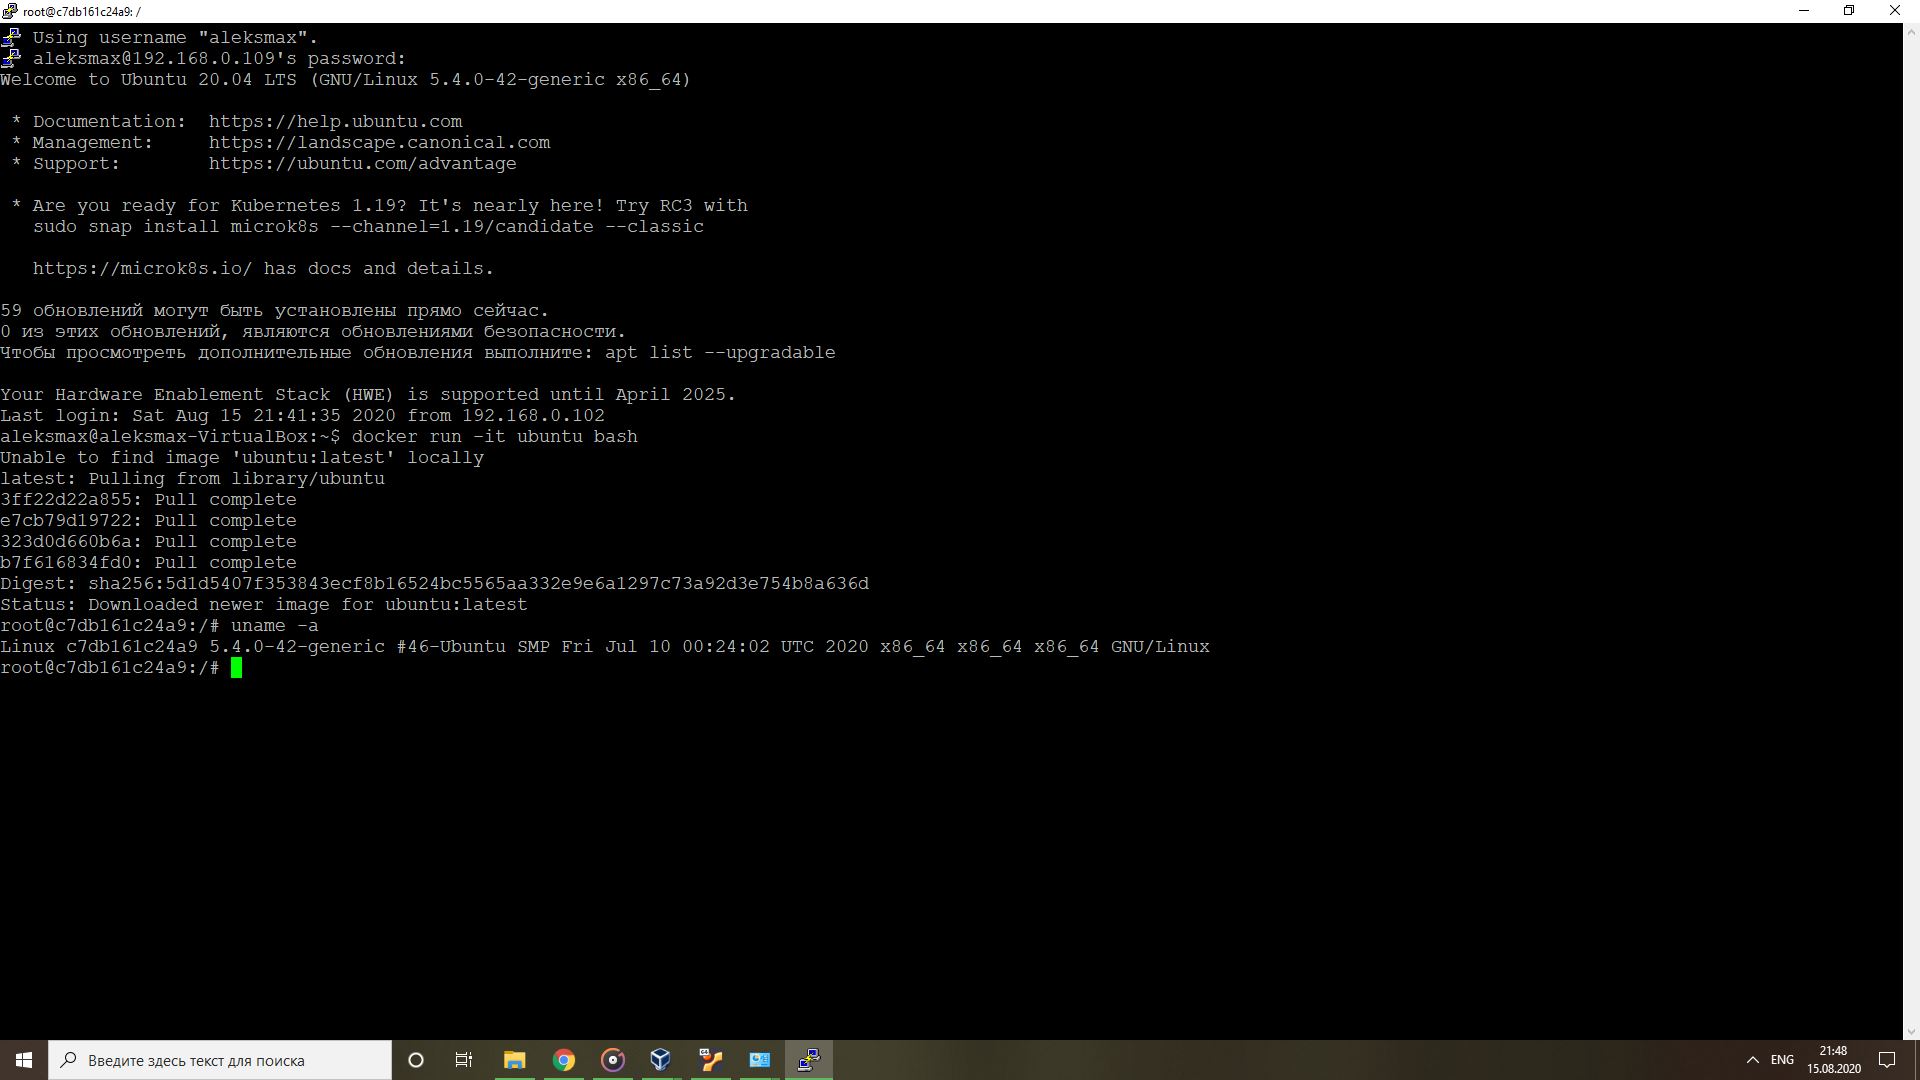 root@c7db161c24a9: /
Using username "aleksmax".
aleksmax@192.168.0.109's password:
Welcome to Ubuntu 20.04 LTS (GNU/Linux 5.4.0-42-generic x86_64)
* Documentation:  https://help.ubuntu.com
* Management:     https://landscape.canonical.com
* Support:        https://ubuntu.com/advantage
* Are you ready for Kubernetes 1.19? It's nearly here! Try RC3 with
sudo snap install microk8s --channel=1.19/candidate --classic
https://microk8s.io/ has docs and details.
59 обновлений могут быть установлены прямо сейчас.
0 из этих обновлений, являются обновлениями безопасности.
Чтобы просмотреть дополнительные обновления выполните: apt list --upgradable
Your Hardware Enablement Stack (HWE) is supported until April 2025.
Last login: Sat Aug 15 21:41:35 2020 from 192.168.0.102
aleksmax@aleksmax-VirtualBox:~$ docker run -it ubuntu bash
Unable to find image 'ubuntu:latest' locally
latest: Pulling from library/ubuntu
3ff22d22a855: Pull complete
e7cb79d19722: Pull complete
323d0d660b6a: Pull complete
b7f616834fd0: Pull complete
Digest: sha256:5d1d5407f353843ecf8b16524bc5565aa332e9e6a1297c73a92d3e754b8a636d
Status: Downloaded newer image for ubuntu:latest
root@c7db161c24a9:/# uname -a
Linux c7db161c24a9 5.4.0-42-generic #46-Ubuntu SMP Fri Jul 10 00:24:02 UTC 2020 x86_64 x86_64 x86_64 GNU/Linux
root@c7db161c24a9:/#
Введите здесь текст для поиска
ENG
21:48
15.08.2020